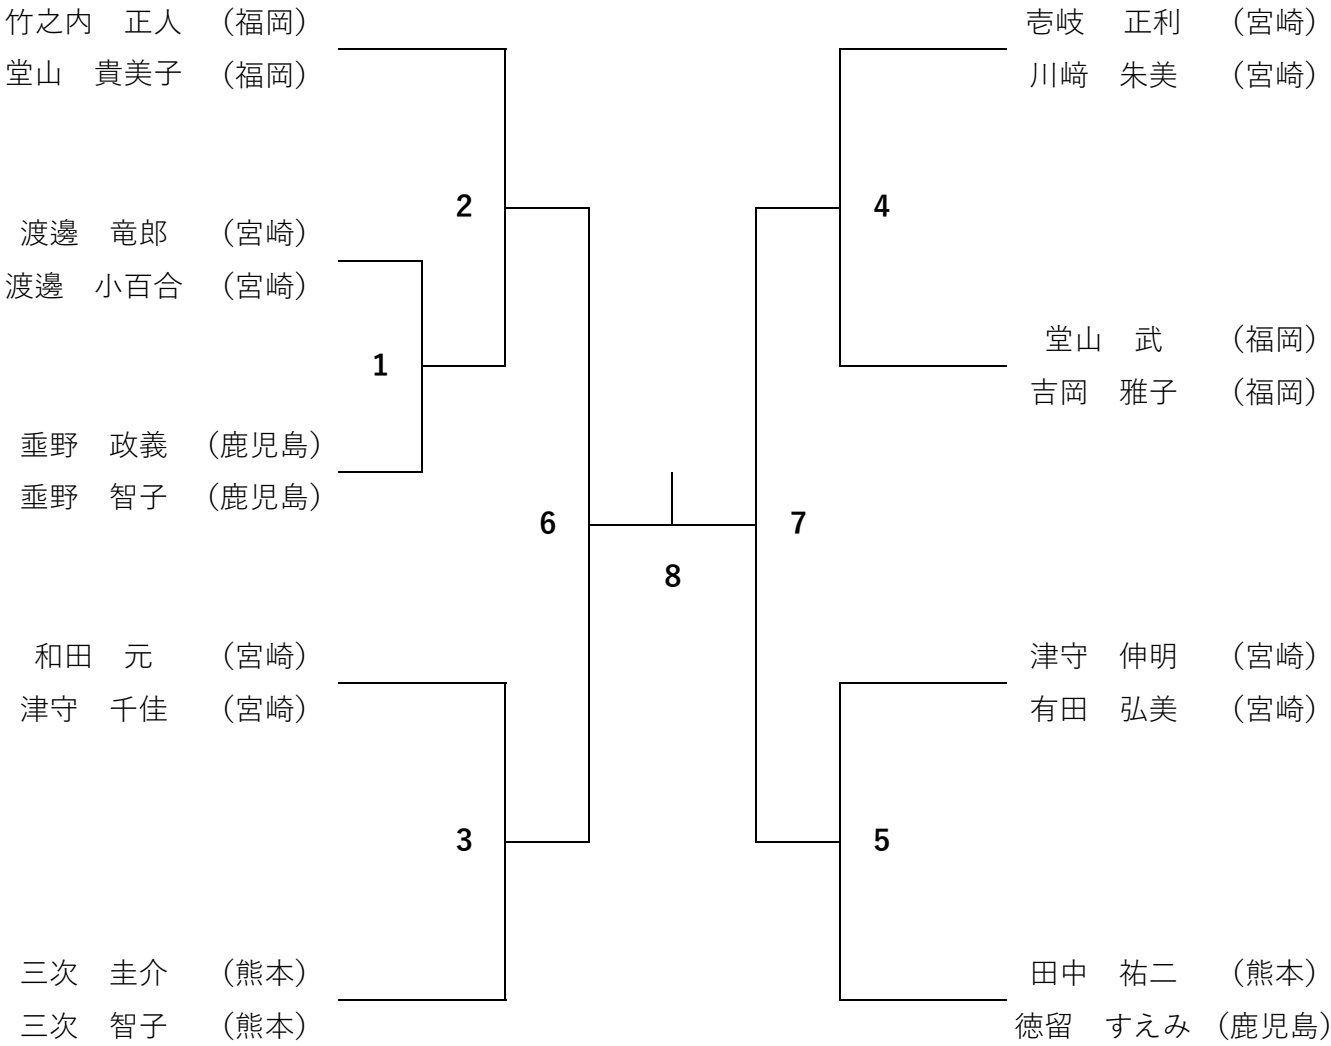 竹之内　正人　（福岡）
堂山　貴美子　（福岡）
2
渡邊　竜郎　（宮崎）
渡邊　小百合　（宮崎）
1
埀野　政義　（鹿児島）
埀野　智子　（鹿児島）
6
和田　元　（宮崎）
津守　千佳　（宮崎）
3
三次　圭介　（熊本）
三次　智子　（熊本）
8
壱岐　正利　（宮崎）
川﨑　朱美　（宮崎）
4
堂山　武　（福岡）
吉岡　雅子　（福岡）
7
津守　伸明　（宮崎）
有田　弘美　（宮崎）
5
田中　祐二　（熊本）
徳留　すえみ　（鹿児島）